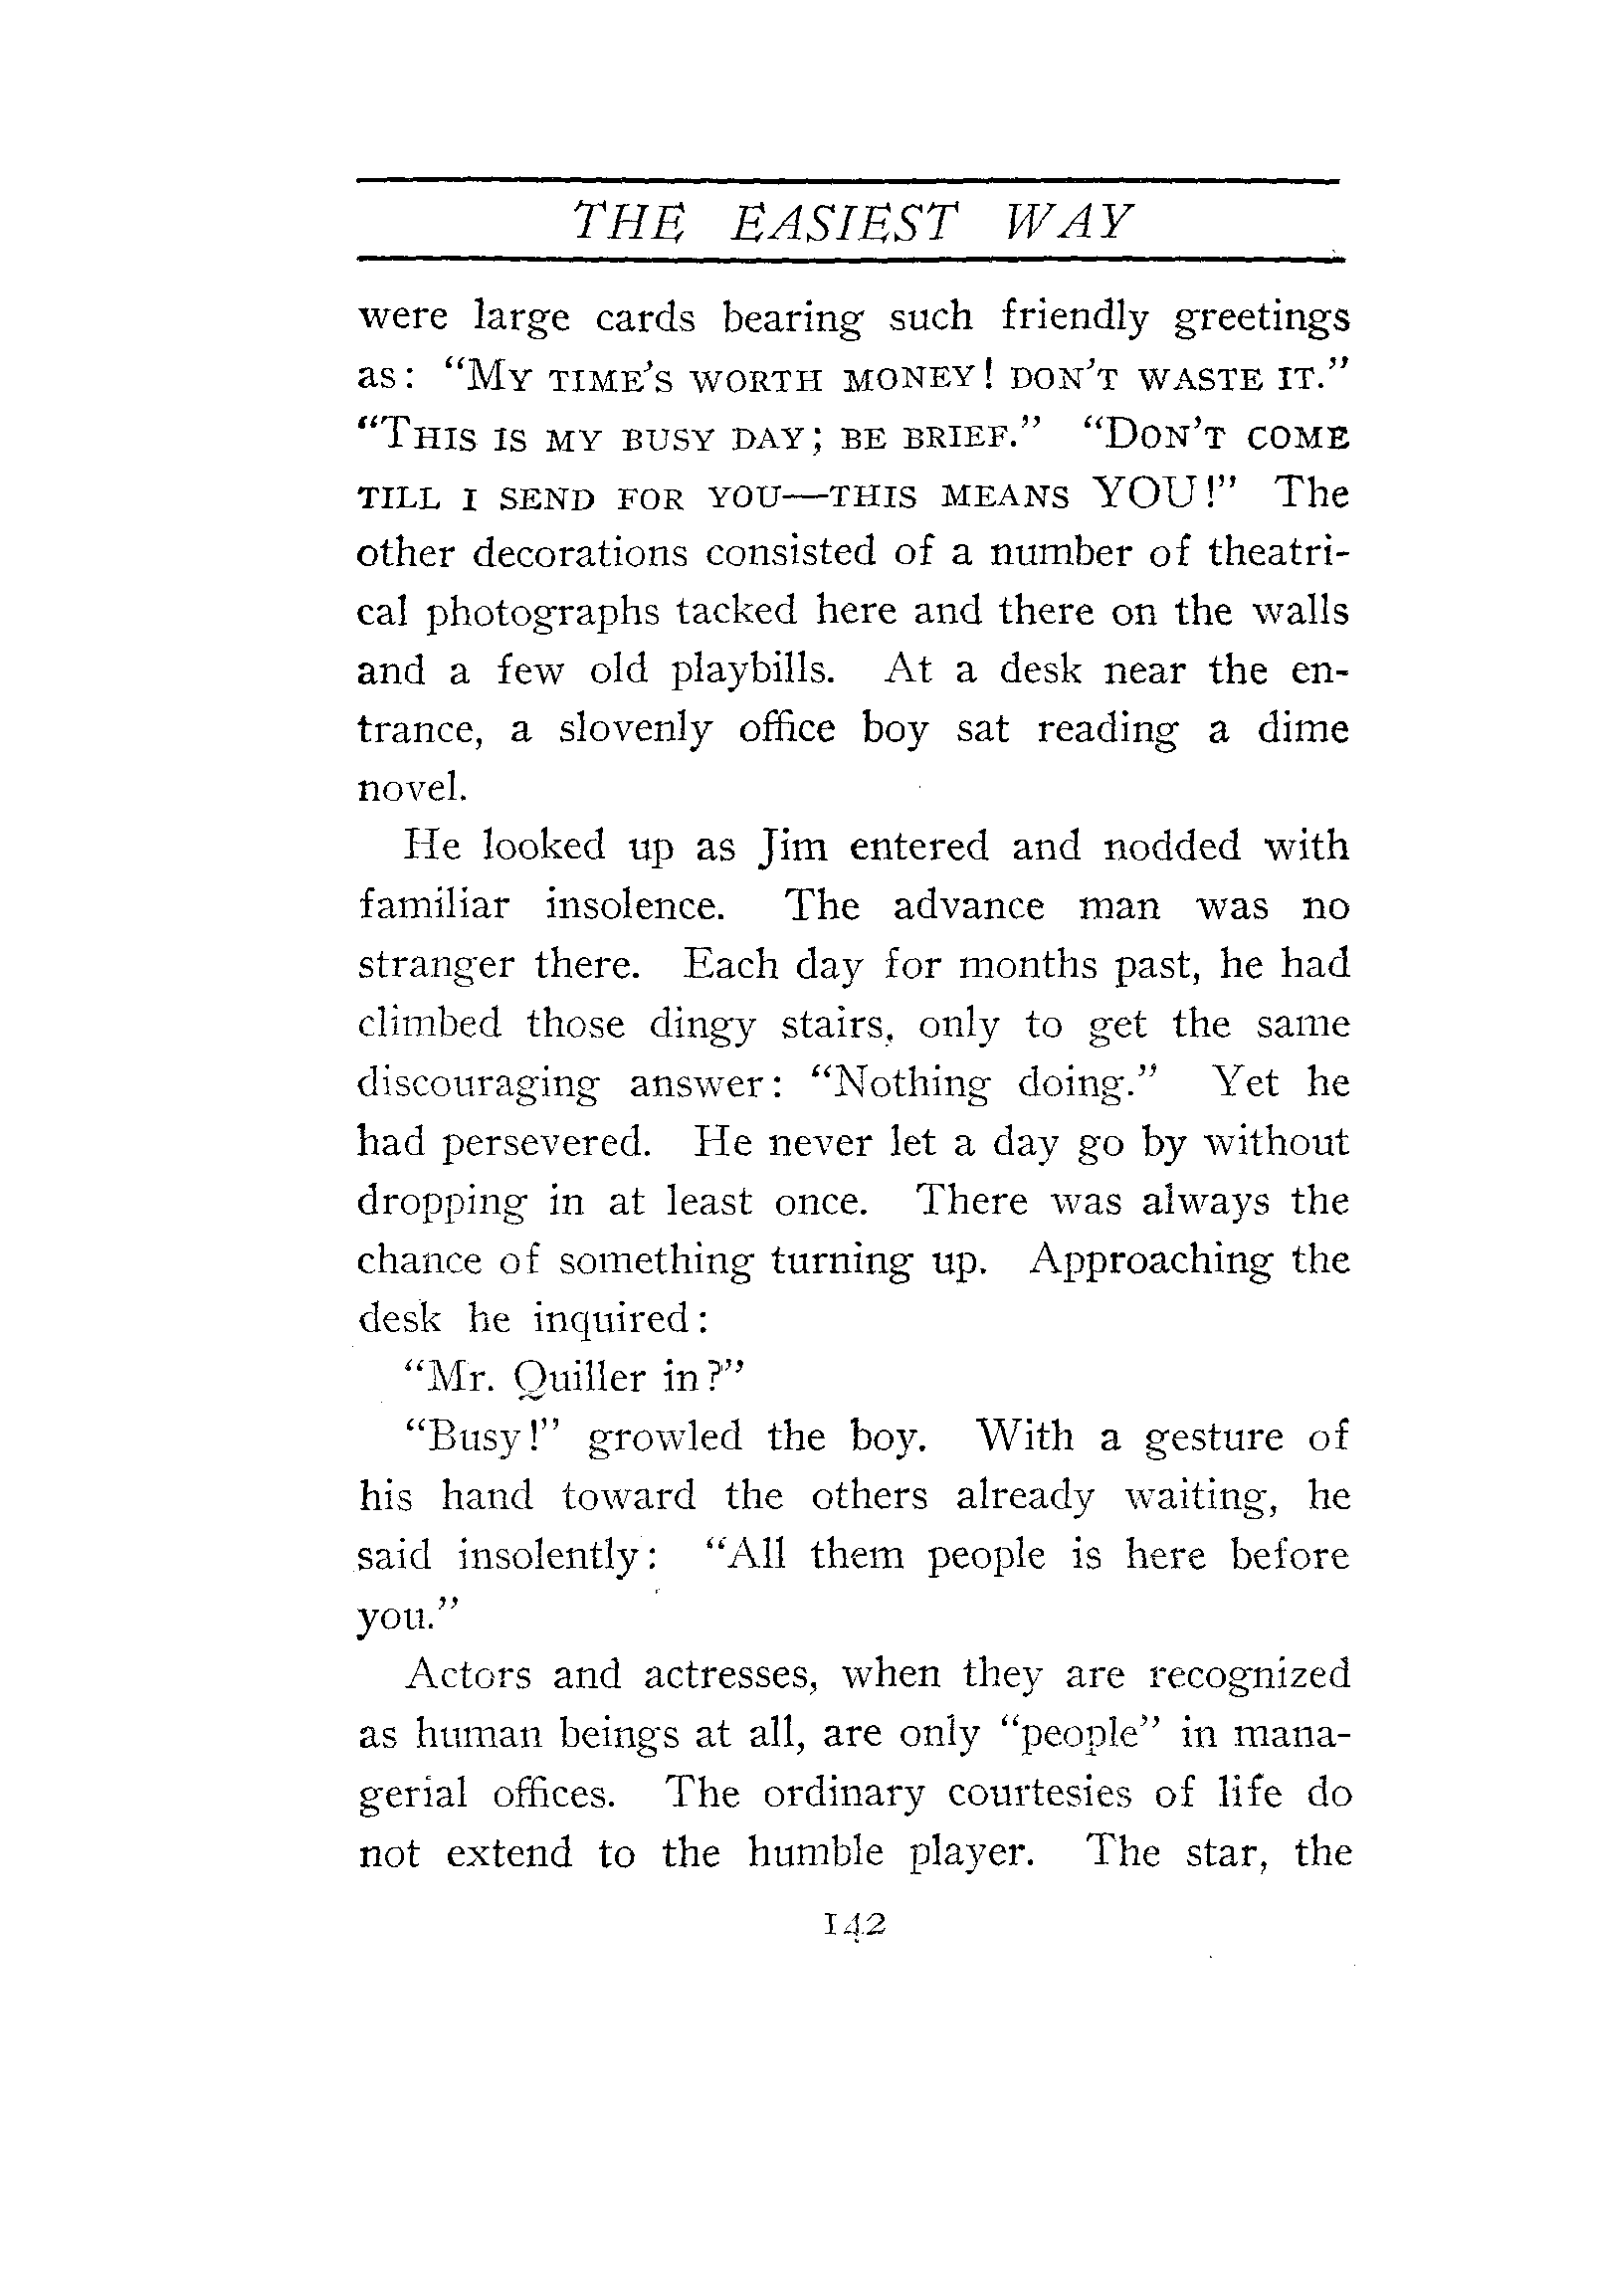 THE EASIEST WAY
were large cards bearing such friendly greetings
as: “My time’s worth money! don’t waste it.”
“This is my busy day; be brief.” “Don’t come
till i send for you—this means YOU!” The
other decorations consisted of a number of theatri-
cal photographs tacked here and there on the walls
and a few old playbills. At a desk near the en-
trance, a slovenly office boy sat reading a dime
novel.
He looked up as Jim entered and nodded with
familiar insolence. The advance man was no
stranger there. Each day for months past, he had
climbed those dingy stairs, only to get the same
discouraging answer: “Nothing doing.” Yet he
had persevered. He never let a day go by without
dropping in at least once. There was always the
chance of something turning up. Approaching the
desk he inquired:
“Mr. Quiller in?”
“Busy!” growled the boy. With a gesture of
his hand toward the others already waiting, he
said insolently: “All them people is here before
you.”
Actors and actresses, when they are recognized
as human beings at all, are only “people” in mana-
gerial offices. The ordinary courtesies of life do
not extend to the humble player. The star, the
142